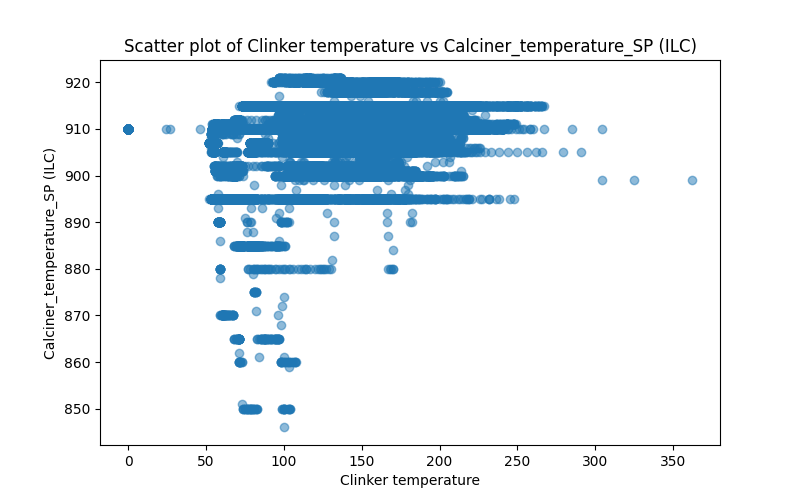 Scatter plot of Clinker temperature vs Calciner_temperature_SP (ILC)
Calciner_temperature_SP (ILC)
920
910
900
890
880
870
860
850
0 50 100 150 200 250 300 350
Clinker temperature